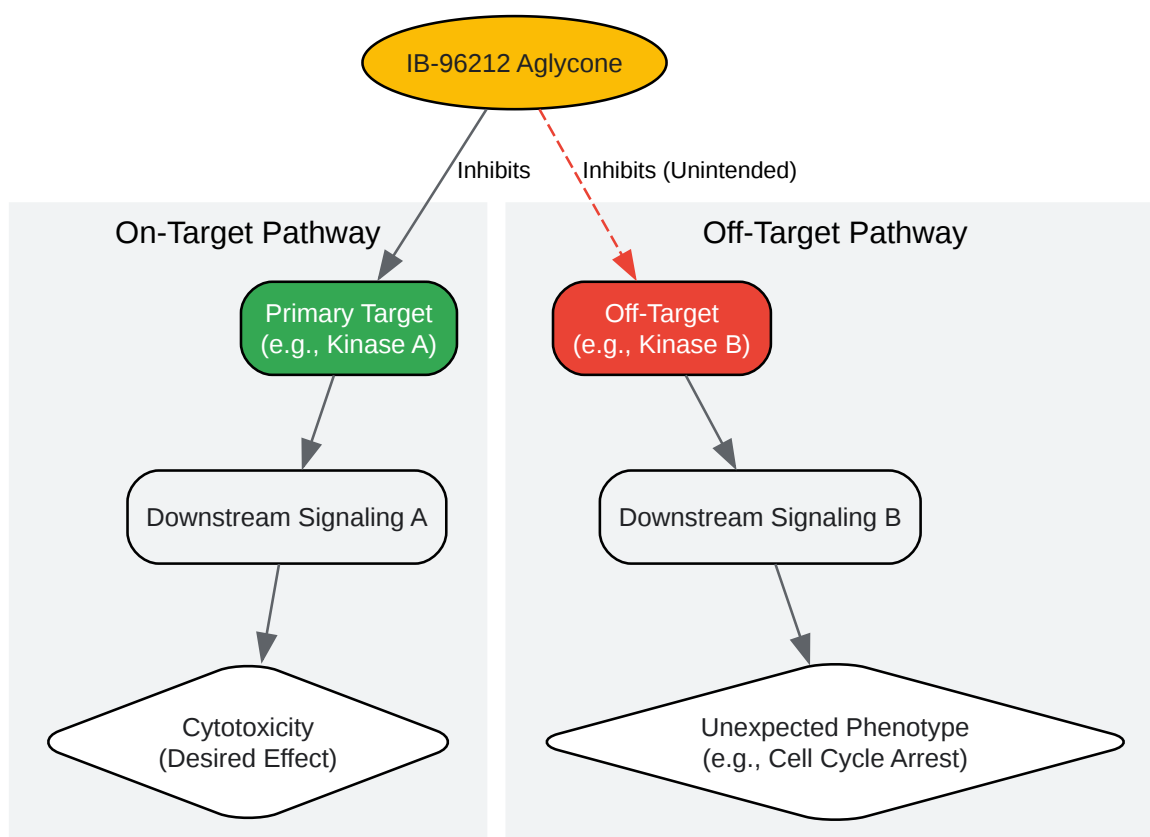 IB-96212 Aglycone
Inhibits
Inhibits (Unintended)
On-Target Pathway
Off-Target Pathway
Primary Target
(e.g., Kinase A)
Off-Target
(e.g., Kinase B)
Downstream Signaling A
Downstream Signaling B
Cytotoxicity
(Desired Effect)
Unexpected Phenotype
(e.g., Cell Cycle Arrest)